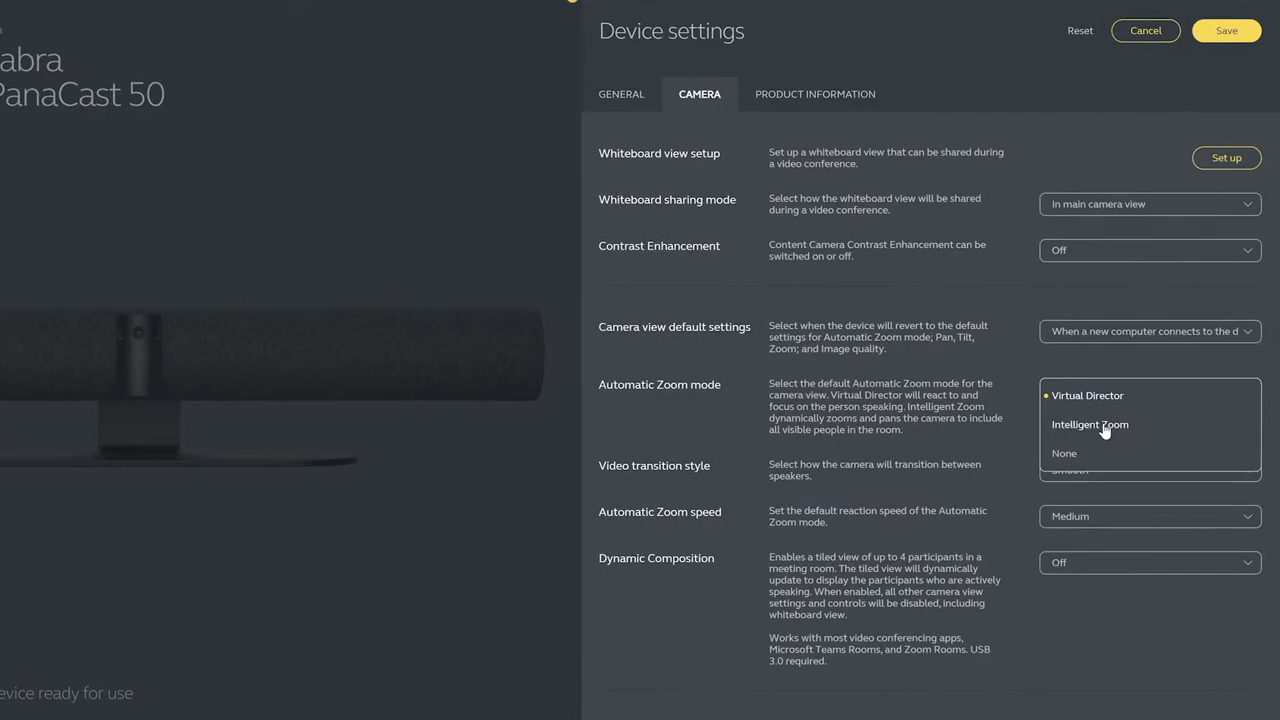 abra
PanaCast 50
Device settings
Reset
Cancel
Save
GENERAL
CAMERA
PRODUCT INFORMATION
Whiteboard view setup
Set up a whiteboard view that can be shared during
a video conference.
Set up
Whiteboard sharing mode
Select how the whiteboard view will be shared
during a video conference.
In main camera view
Contrast Enhancement
Content Camera Contrast Enhancement can be
switched on or off.
Off
Camera view default settings
Select when the device will revert to the default
settings for Automatic Zoom mode; Pan, Tilt,
Zoom; and Image quality.
When a new computer connects to the d
Automatic Zoom mode
Select the default Automatic Zoom mode for the
camera view. Virtual Director will react to and
focus on the person speaking. Intelligent Zoom
dynamically zooms and pans the camera to include
all visible people in the room.
Virtual Director
Intelligent Zoom
None
Video transition style
Select how the camera will transition between
speakers.
Smooth
Automatic Zoom speed
Set the default reaction speed of the Automatic
Zoom mode.
Medium
Dynamic Composition
Enables a tiled view of up to 4 participants in a
meeting room. The tiled view will dynamically
update to display the participants who are actively
speaking. When enabled, all other camera view
settings and controls will be disabled, including
whiteboard view.
Works with most video conferencing apps,
Microsoft Teams Rooms, and Zoom Rooms. USB
3.0 required.
Off
evice ready for use